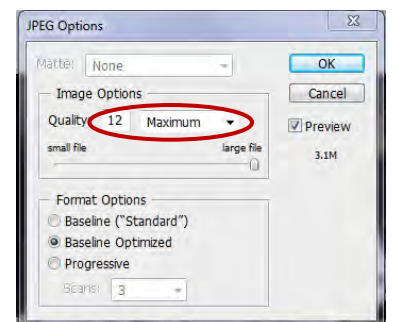 JPEG Options
Matte: None
OK
Image Options
Cancel
Quality: 12 Maximum
Preview
small file large file
3.1M
Format Options
Baseline ("Standard")
Baseline Optimized
Progressive
Scans: 3